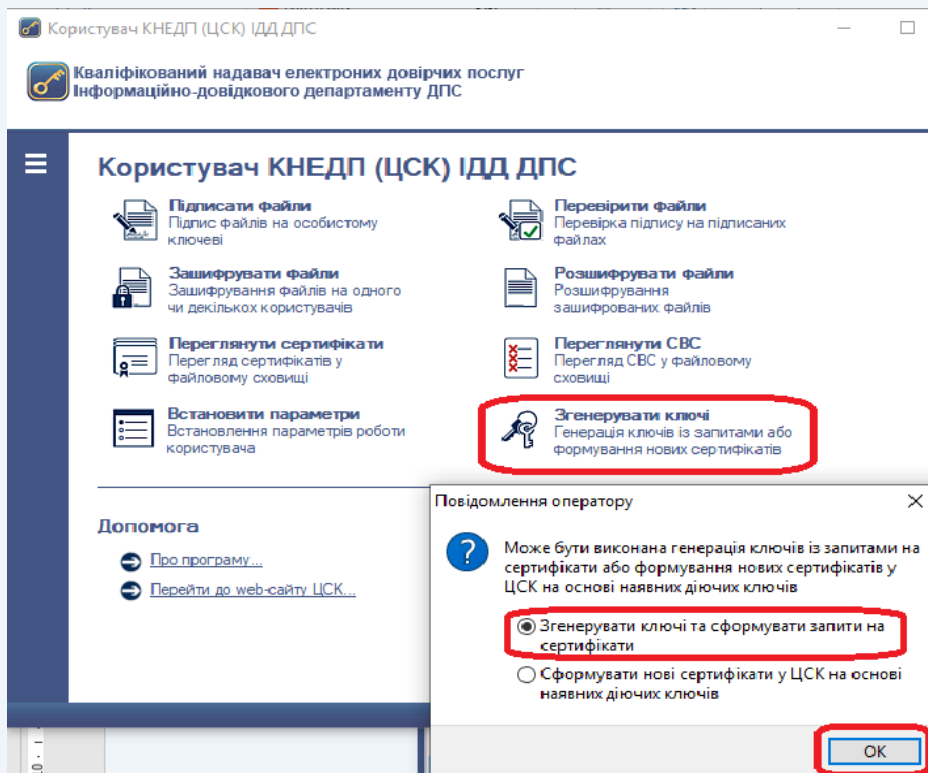 Користувач КНЕДП (ЦСК) ІДД ДПС
Кваліфікований надавач електроних довірчих послуг
Інформаційно-довідкового департаменту ДПС
Користувач КНЕДП (ЦСК) ІДД ДПС
Підписати файли
Підпис файлів на особистому
ключеві
Перевірити файли
Перевірка підпису на підписаних
файлах
Зашифрувати файли
Зашифрування файлів на одного
чи декількох користувачів
Розшифрувати файли
Розшифрування
зашифрованих файлів
Переглянути сертифікати
Перегляд сертифікатів у
файловому сховищі
Переглянути СВС
Перегляд СВС у файловому
сховищі
Встановити параметри
Встановлення параметрів роботи
користувача
Згенерувати ключі
Генерація ключів із запитами або
формування нових сертифікатів
Допомога
Про програму...
Перейти до web-сайту ЦСК...
Повідомлення оператору
Може бути виконана генерація ключів із запитами на
сертифікати або формування нових сертифікатів у
ЦСК на основі наявних діючих ключів
Згенерувати ключі та сформувати запити на
сертифікати
Сформувати нові сертифікати у ЦСК на основі
наявних діючих ключів
ОК